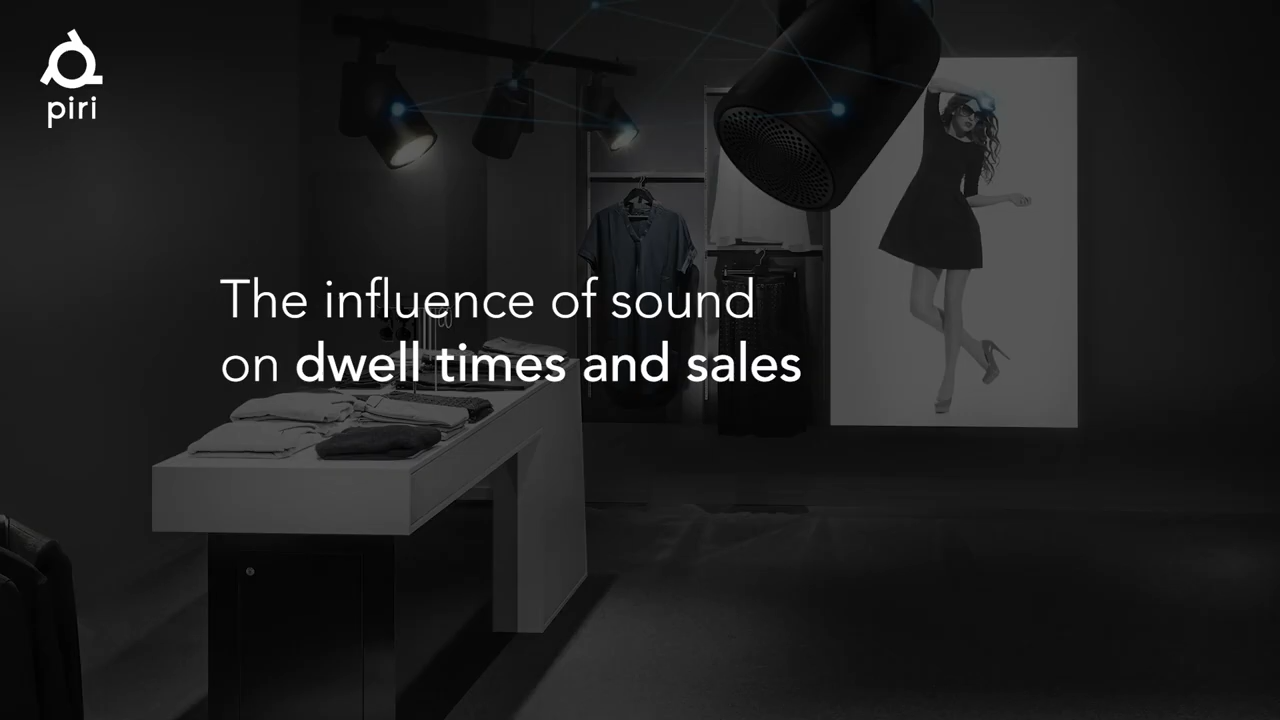 piri
The influence of sound
on dwell times and sales